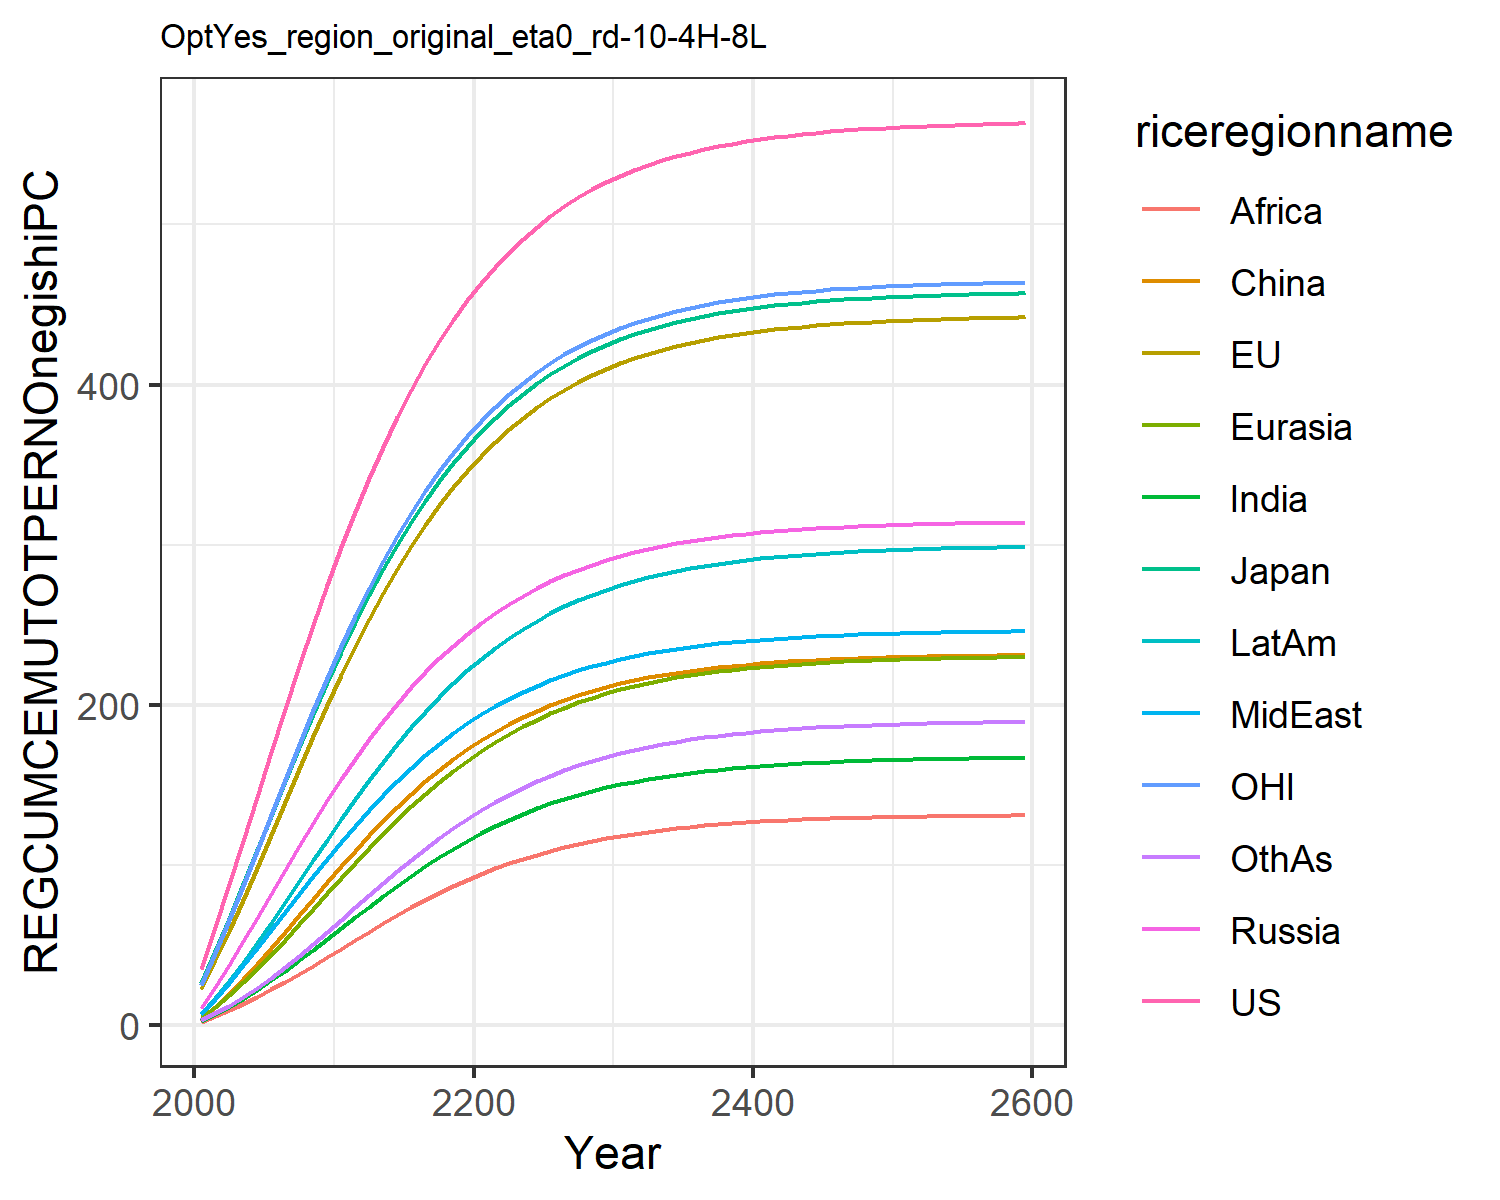 OptYes_region_original_eta0_rd-10-4H-8L
REGCUMCEMUTOTPERNOnegishiPC
400
200
0
2000
2200
2400
2600
Year
riceregionname
Africa
China
EU
Eurasia
India
Japan
LatAm
MidEast
OHI
OthAs
Russia
US